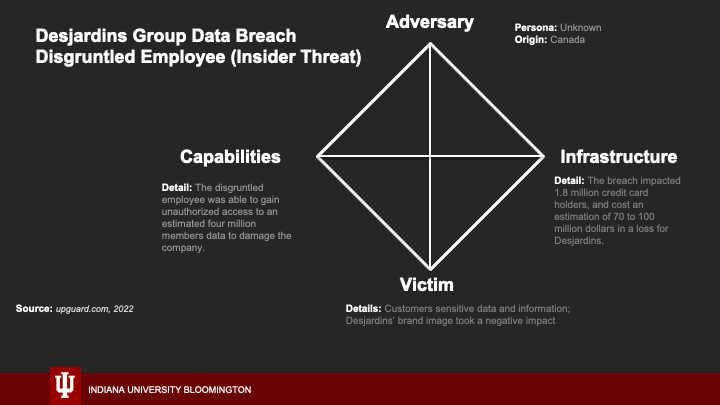 Desjardins Group Data Breach
Disgruntled Employee (Insider Threat)
Adversary
Persona: Unknown
Origin: Canada
Capabilities
Detail: The disgruntled
employee was able to gain
unauthorized access to an
estimated four million
members data to damage the
company.
Infrastructure
Detail: The breach impacted
1.8 million credit card
holders, and cost an
estimation of 70 to 100
million dollars in a loss for
Desjardins.
Victim
Details: Customers sensitive data and information;
Desjardins' brand image took a negative impact
Source: upguard.com, 2022
INDIANA UNIVERSITY BLOOMINGTON